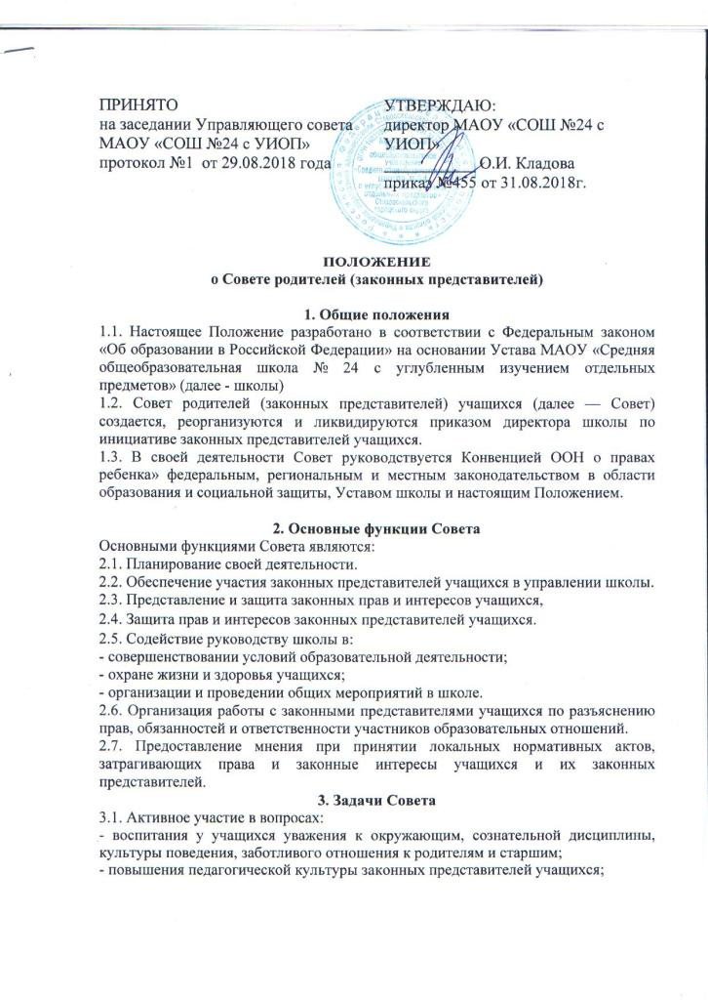 ПРИНЯТО
на заседании Управляющего совета
МАОУ «СОШ №24 с УИОП»
протокол №1 от 29.08.2018 года
УТВЕРЖДАЮ:
директор МАОУ «СОШ №24 с
УИОП»
О.И. Кладова
приказ №455 от 31.08.2018г.
ПОЛОЖЕНИЕ
о Совете родителей (законных представителей)
1. Общие положения
1.1. Настоящее Положение разработано в соответствии с Федеральным законом
«Об образовании в Российской Федерации» на основании Устава МАОУ «Средняя
общеобразовательная школа № 24 с углубленным изучением отдельных
предметов» (далее - школы)
1.2. Совет родителей (законных представителей) учащихся (далее — Совет)
создается, реорганизуются и ликвидируются приказом директора школы по
инициативе законных представителей учащихся.
1.3. В своей деятельности Совет руководствуется Конвенцией ООН о правах
ребенка» федеральным, региональным и местным законодательством в области
образования и социальной защиты, Уставом школы и настоящим Положением.
2. Основные функции Совета
Основными функциями Совета являются:
2.1. Планирование своей деятельности.
2.2. Обеспечение участия законных представителей учащихся в управлении школы.
2.3. Представление и защита законных прав и интересов учащихся,
2.4. Защита прав и интересов законных представителей учащихся.
2.5. Содействие руководству школы в:
- совершенствовании условий образовательной деятельности;
- охране жизни и здоровья учащихся;
- организации и проведении общих мероприятий в школе.
2.6. Организация работы с законными представителями учащихся по разъяснению
прав, обязанностей и ответственности участников образовательных отношений.
2.7. Предоставление мнения при принятии локальных нормативных актов,
затрагивающих права и законные интересы учащихся и их законных
представителей.
3. Задачи Совета
3.1. Активное участие в вопросах:
- воспитания у учащихся уважения к окружающим, сознательной дисциплины,
культуры поведения, заботливого отношения к родителям и старшим;
- повышения педагогической культуры законных представителей учащихся;